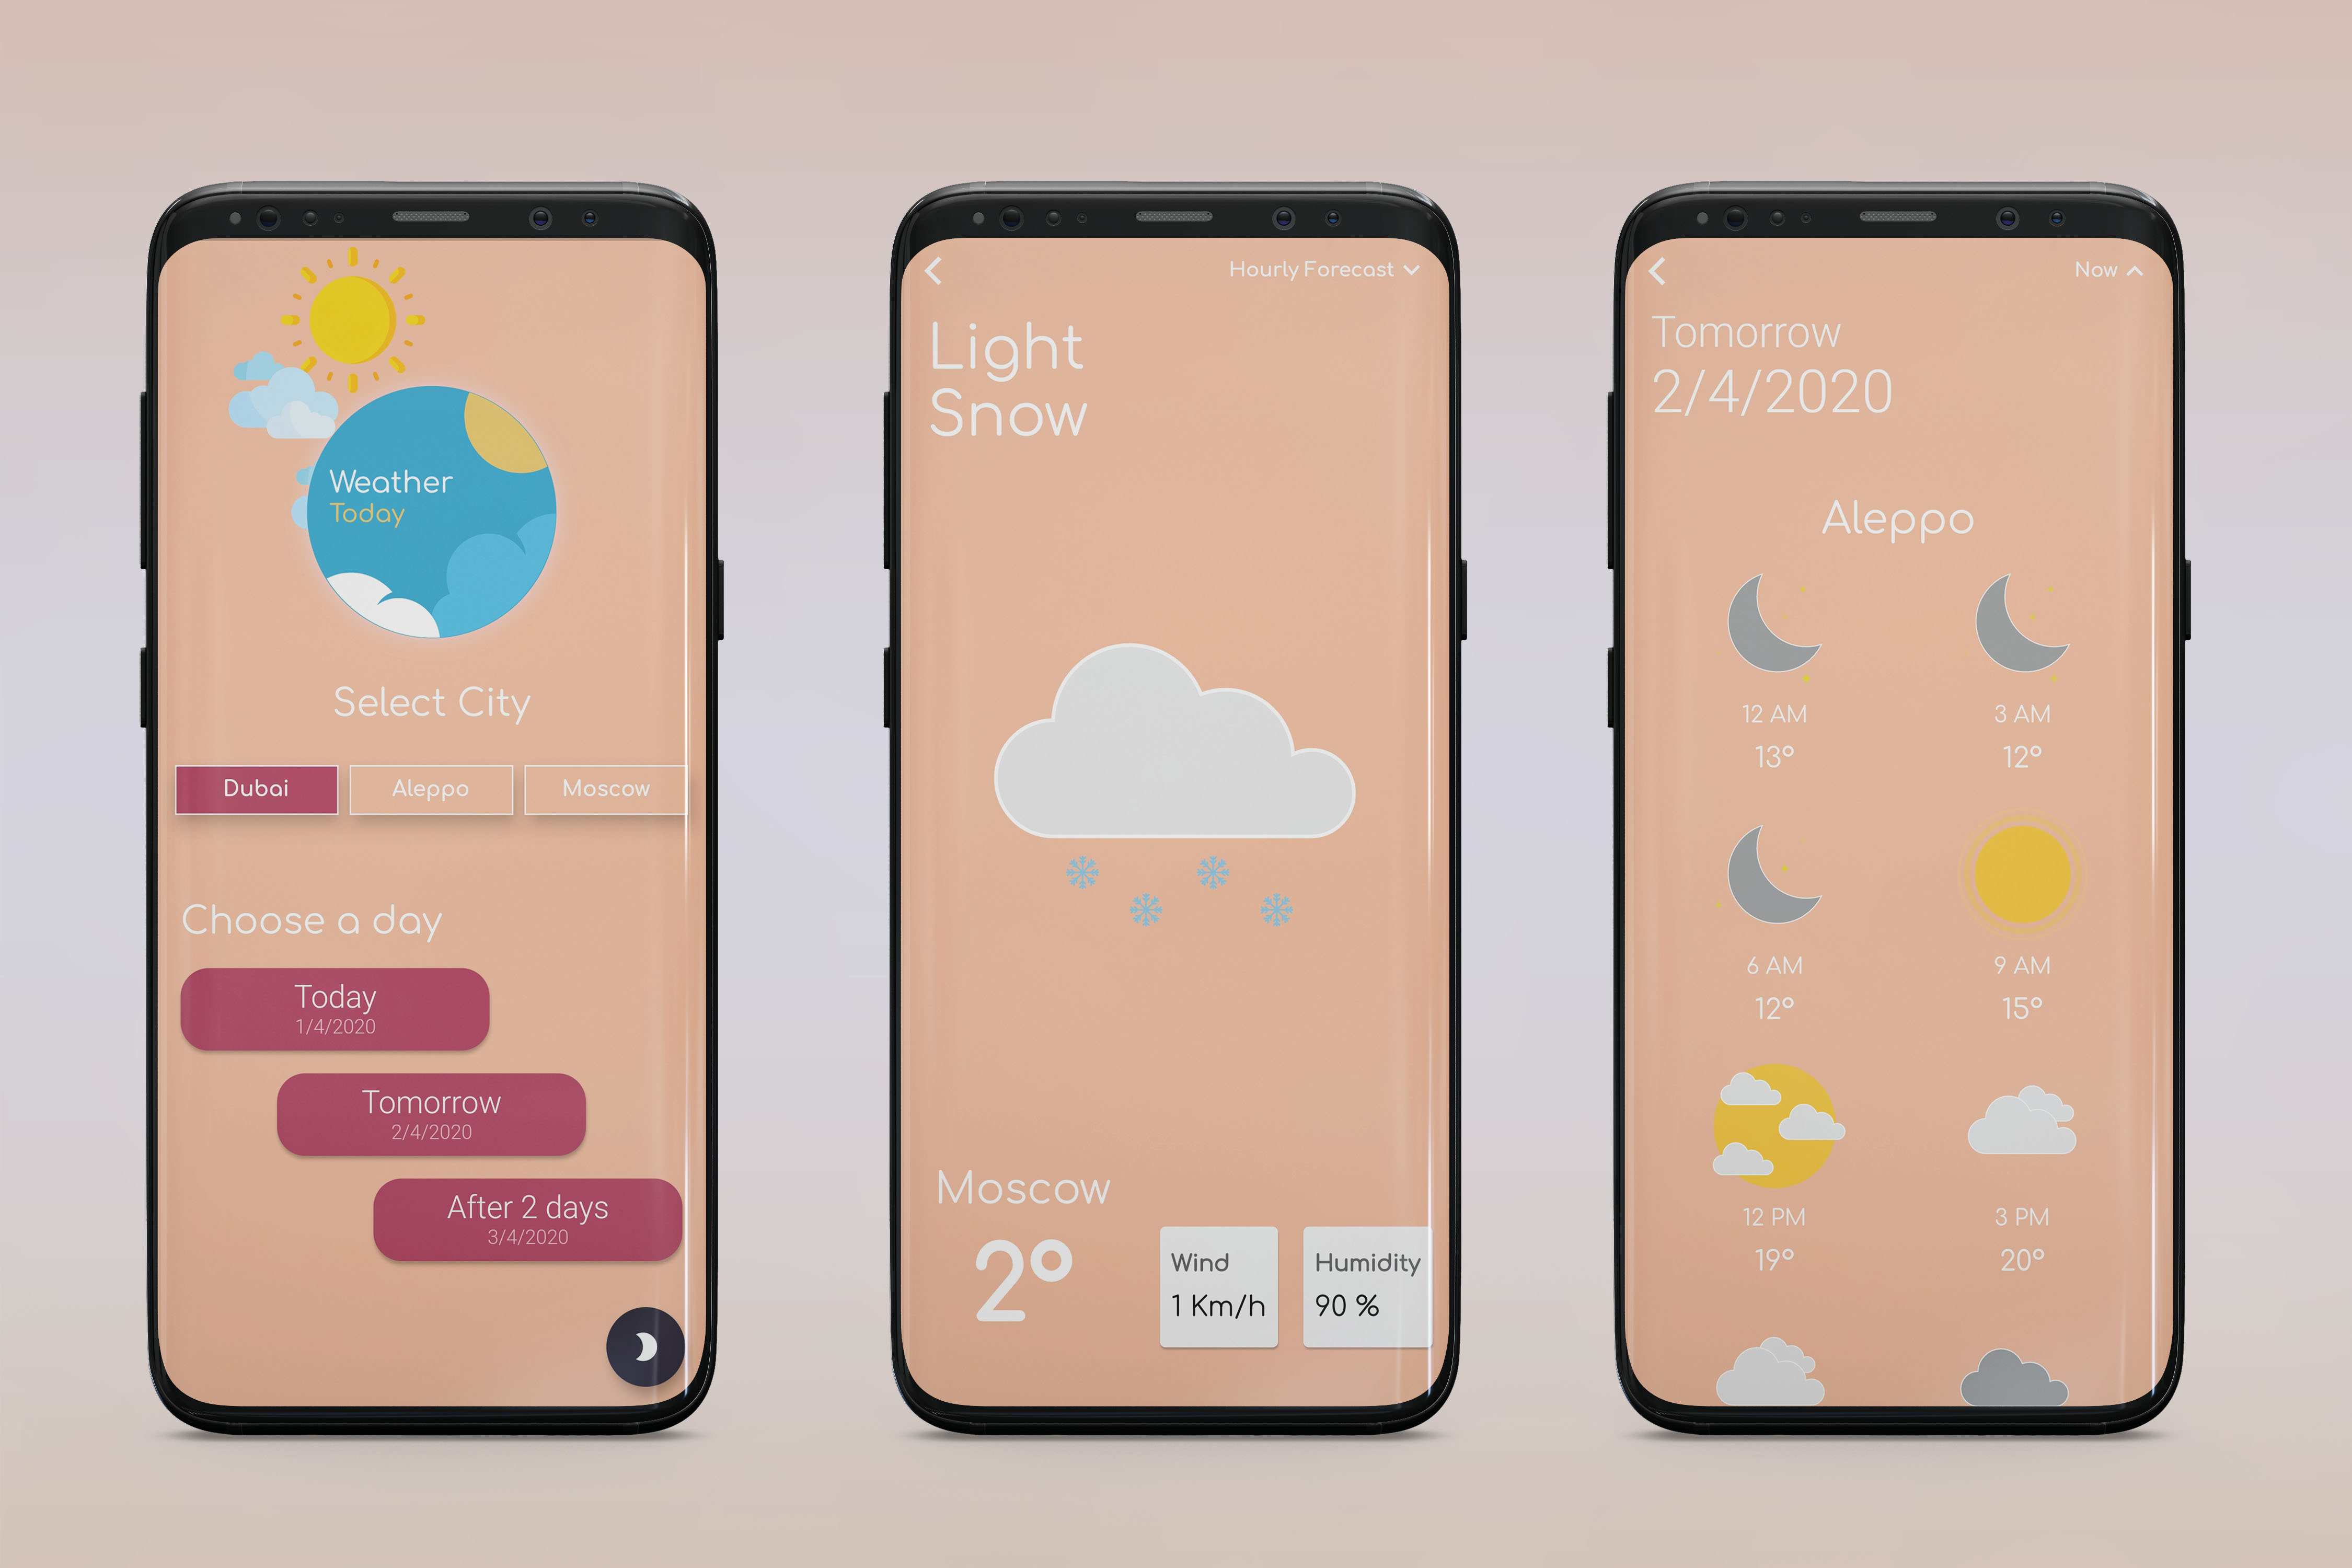 Weather
Today
Select City
Dubai
Aleppo
Moscow
Choose a day
Today
1/4/2020
Tomorrow
2/4/2020
After 2 days
3/4/2020
Hourly Forecast
Light
Snow
Moscow
2°
Wind
1 Km/h
Humidity
90 %
Now
Tomorrow
2/4/2020
Aleppo
12 AM
13°
3 AM
12°
6 AM
12°
9 AM
15°
12 PM
19°
3 PM
20°